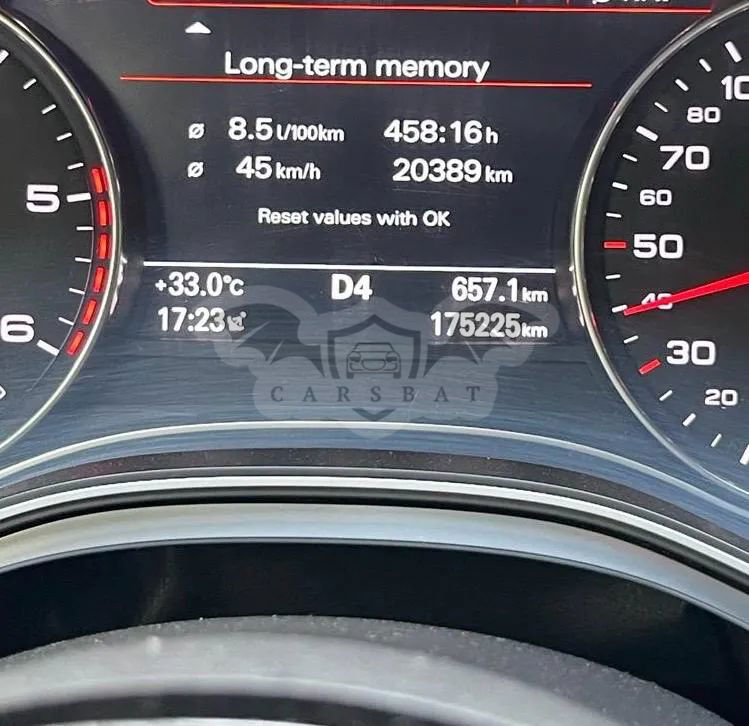 Long-term memory
ø 8.5 l/100km 458:16 h
ø 45 km/h 20389 km
Reset values with OK
+33.0°C D4 657.1 km
17:23 175225 km
CARSBAT
5
6
10
80
70
60
50
40
30
20